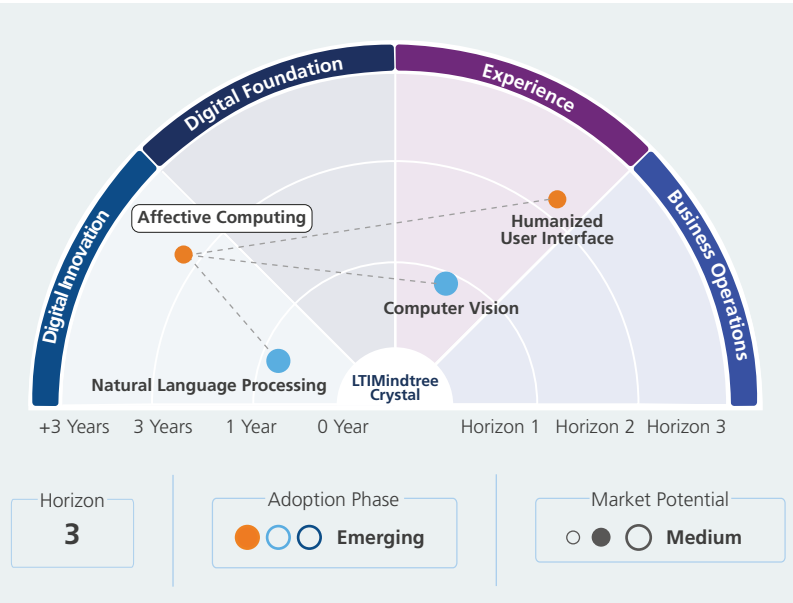 Digital Foundation
Experience
Digital Innovation
Business Operations
Affective Computing
Humanized
User Interface
Computer Vision
Natural Language Processing
LTIMindtree
Crystal
+3 Years
3 Years
1 Year
0 Year
Horizon 1
Horizon 2
Horizon 3
Horizon
3
Adoption Phase
Emerging
Market Potential
Medium